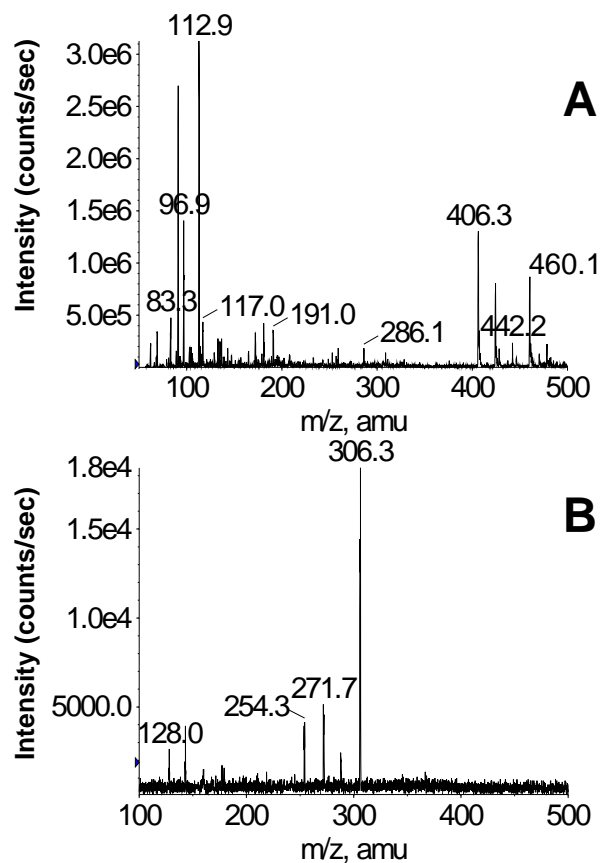 112.9
3.0e6
A
2.5e6
2.0e6
96.9
1.5e6
406.3
1.0e6
460.1
83.3
117.0
191.0
5.0e5
286.1
442.2
Intensity (counts/sec)
100 200 300 400 500
m/z, amu
306.3
1.8e4
B
1.5e4
1.0e4
254.3
271.7
5000.0
128.0
Intensity (counts/sec)
100 200 300 400 500
m/z, amu